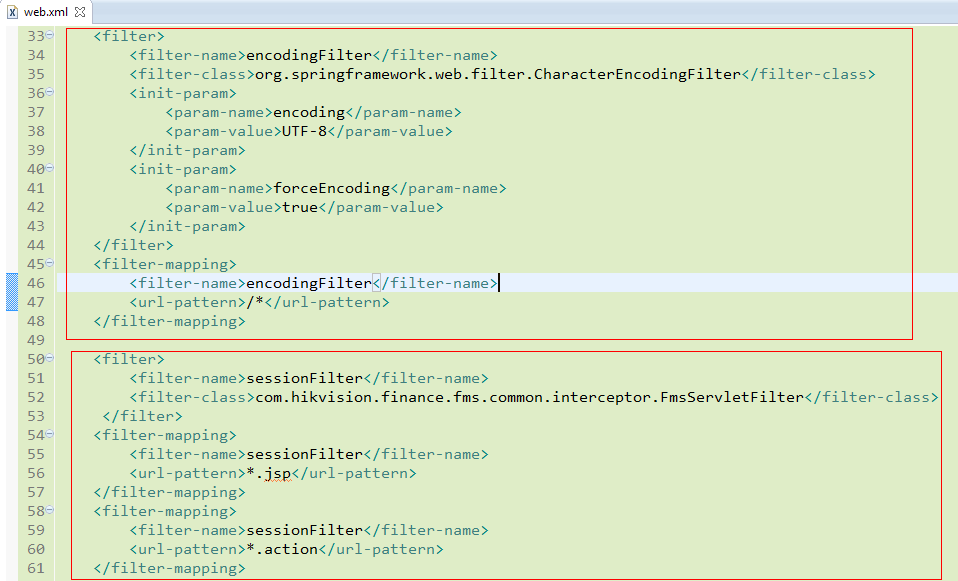 web.xml
33 <filter>
34 <filter-name>encodingFilter</filter-name>
35 <filter-class>org.springframework.web.filter.CharacterEncodingFilter</filter-class>
36 <init-param>
37 <param-name>encoding</param-name>
38 <param-value>UTF-8</param-value>
39 </init-param>
40 <init-param>
41 <param-name>forceEncoding</param-name>
42 <param-value>true</param-value>
43 </init-param>
44 </filter>
45 <filter-mapping>
46 <filter-name>encodingFilter</filter-name>
47 <url-pattern>/*</url-pattern>
48 </filter-mapping>
49
50 <filter>
51 <filter-name>sessionFilter</filter-name>
52 <filter-class>com.hikvision.finance.fms.common.interceptor.FmsServletFilter</filter-class>
53 </filter>
54 <filter-mapping>
55 <filter-name>sessionFilter</filter-name>
56 <url-pattern>*.jsp</url-pattern>
57 </filter-mapping>
58 <filter-mapping>
59 <filter-name>sessionFilter</filter-name>
60 <url-pattern>*.action</url-pattern>
61 </filter-mapping>